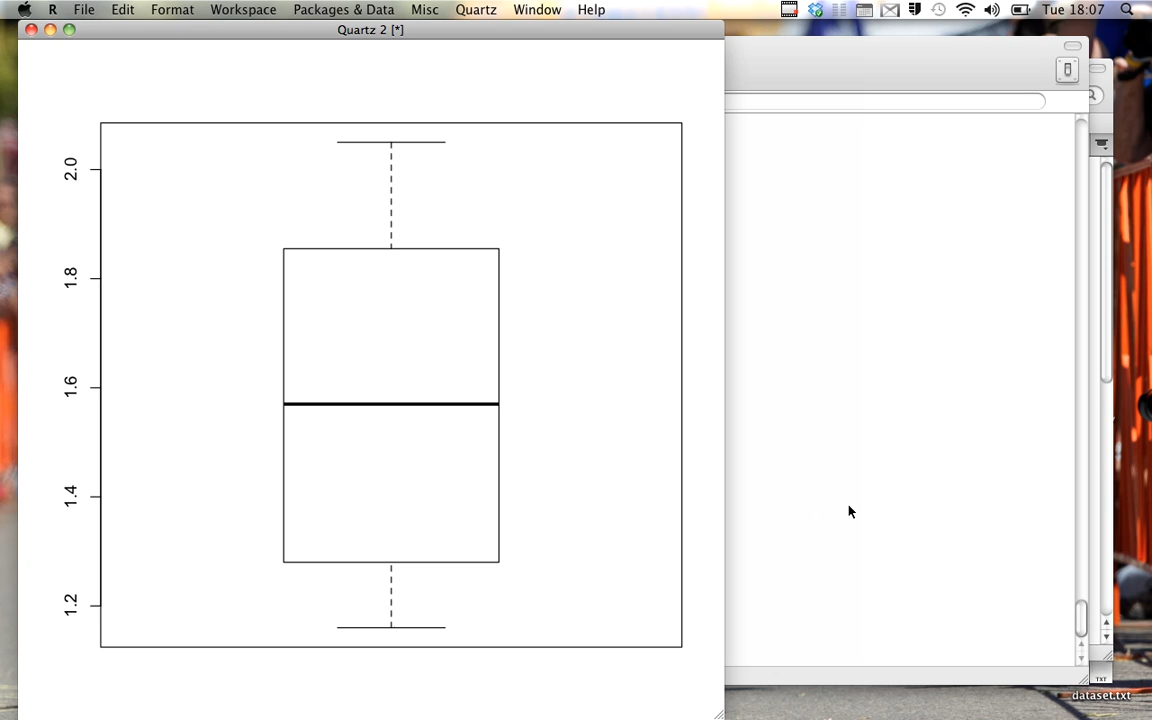 R File Edit Format Workspace Packages & Data Misc Quartz Window Help Tue 18:07
Quartz 2 [*]
2.0
1.8
1.6
1.4
1.2
TXT
dataset.txt